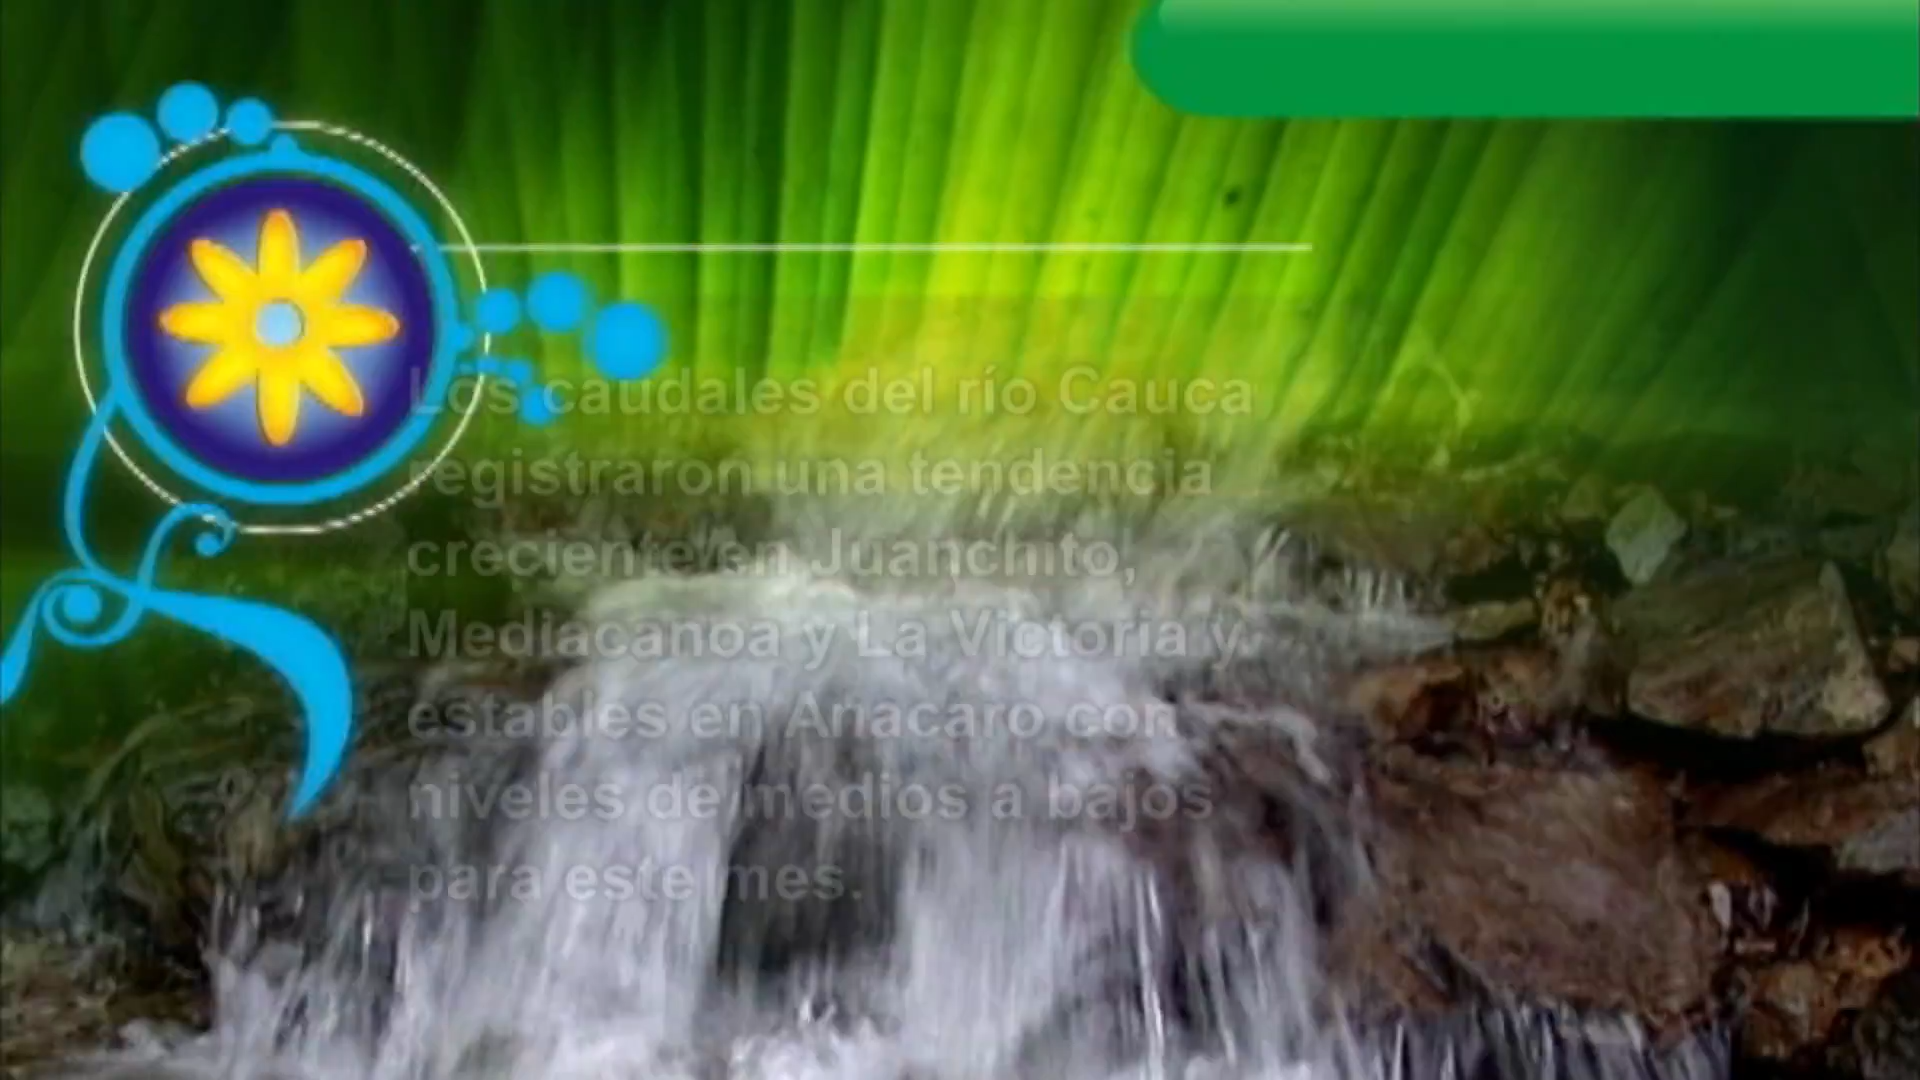 Los caudales del río Cauca
registraron una tendencia
creciente en Juanchito,
Mediacanoa y La Victoria y
estables en Anacaro con
niveles de medios a bajos
para este mes.